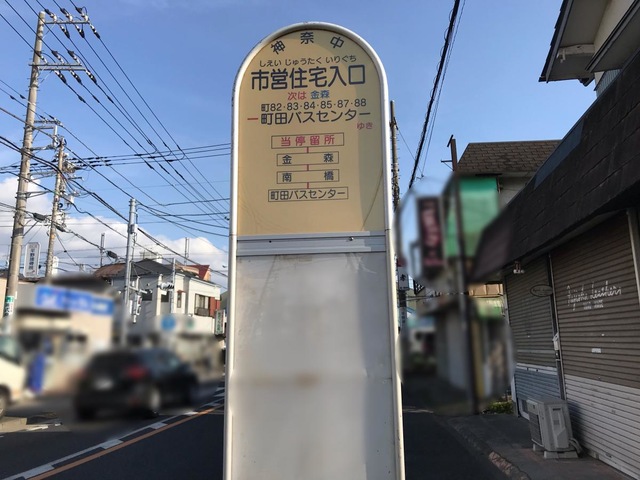 神奈中
しえいじゅうたくいりぐち
市営住宅入口
次は 金森
町82・83・84・85・87・88
町田バスセンター
ゆき
当停留所
金森
南橋
町田バスセンター